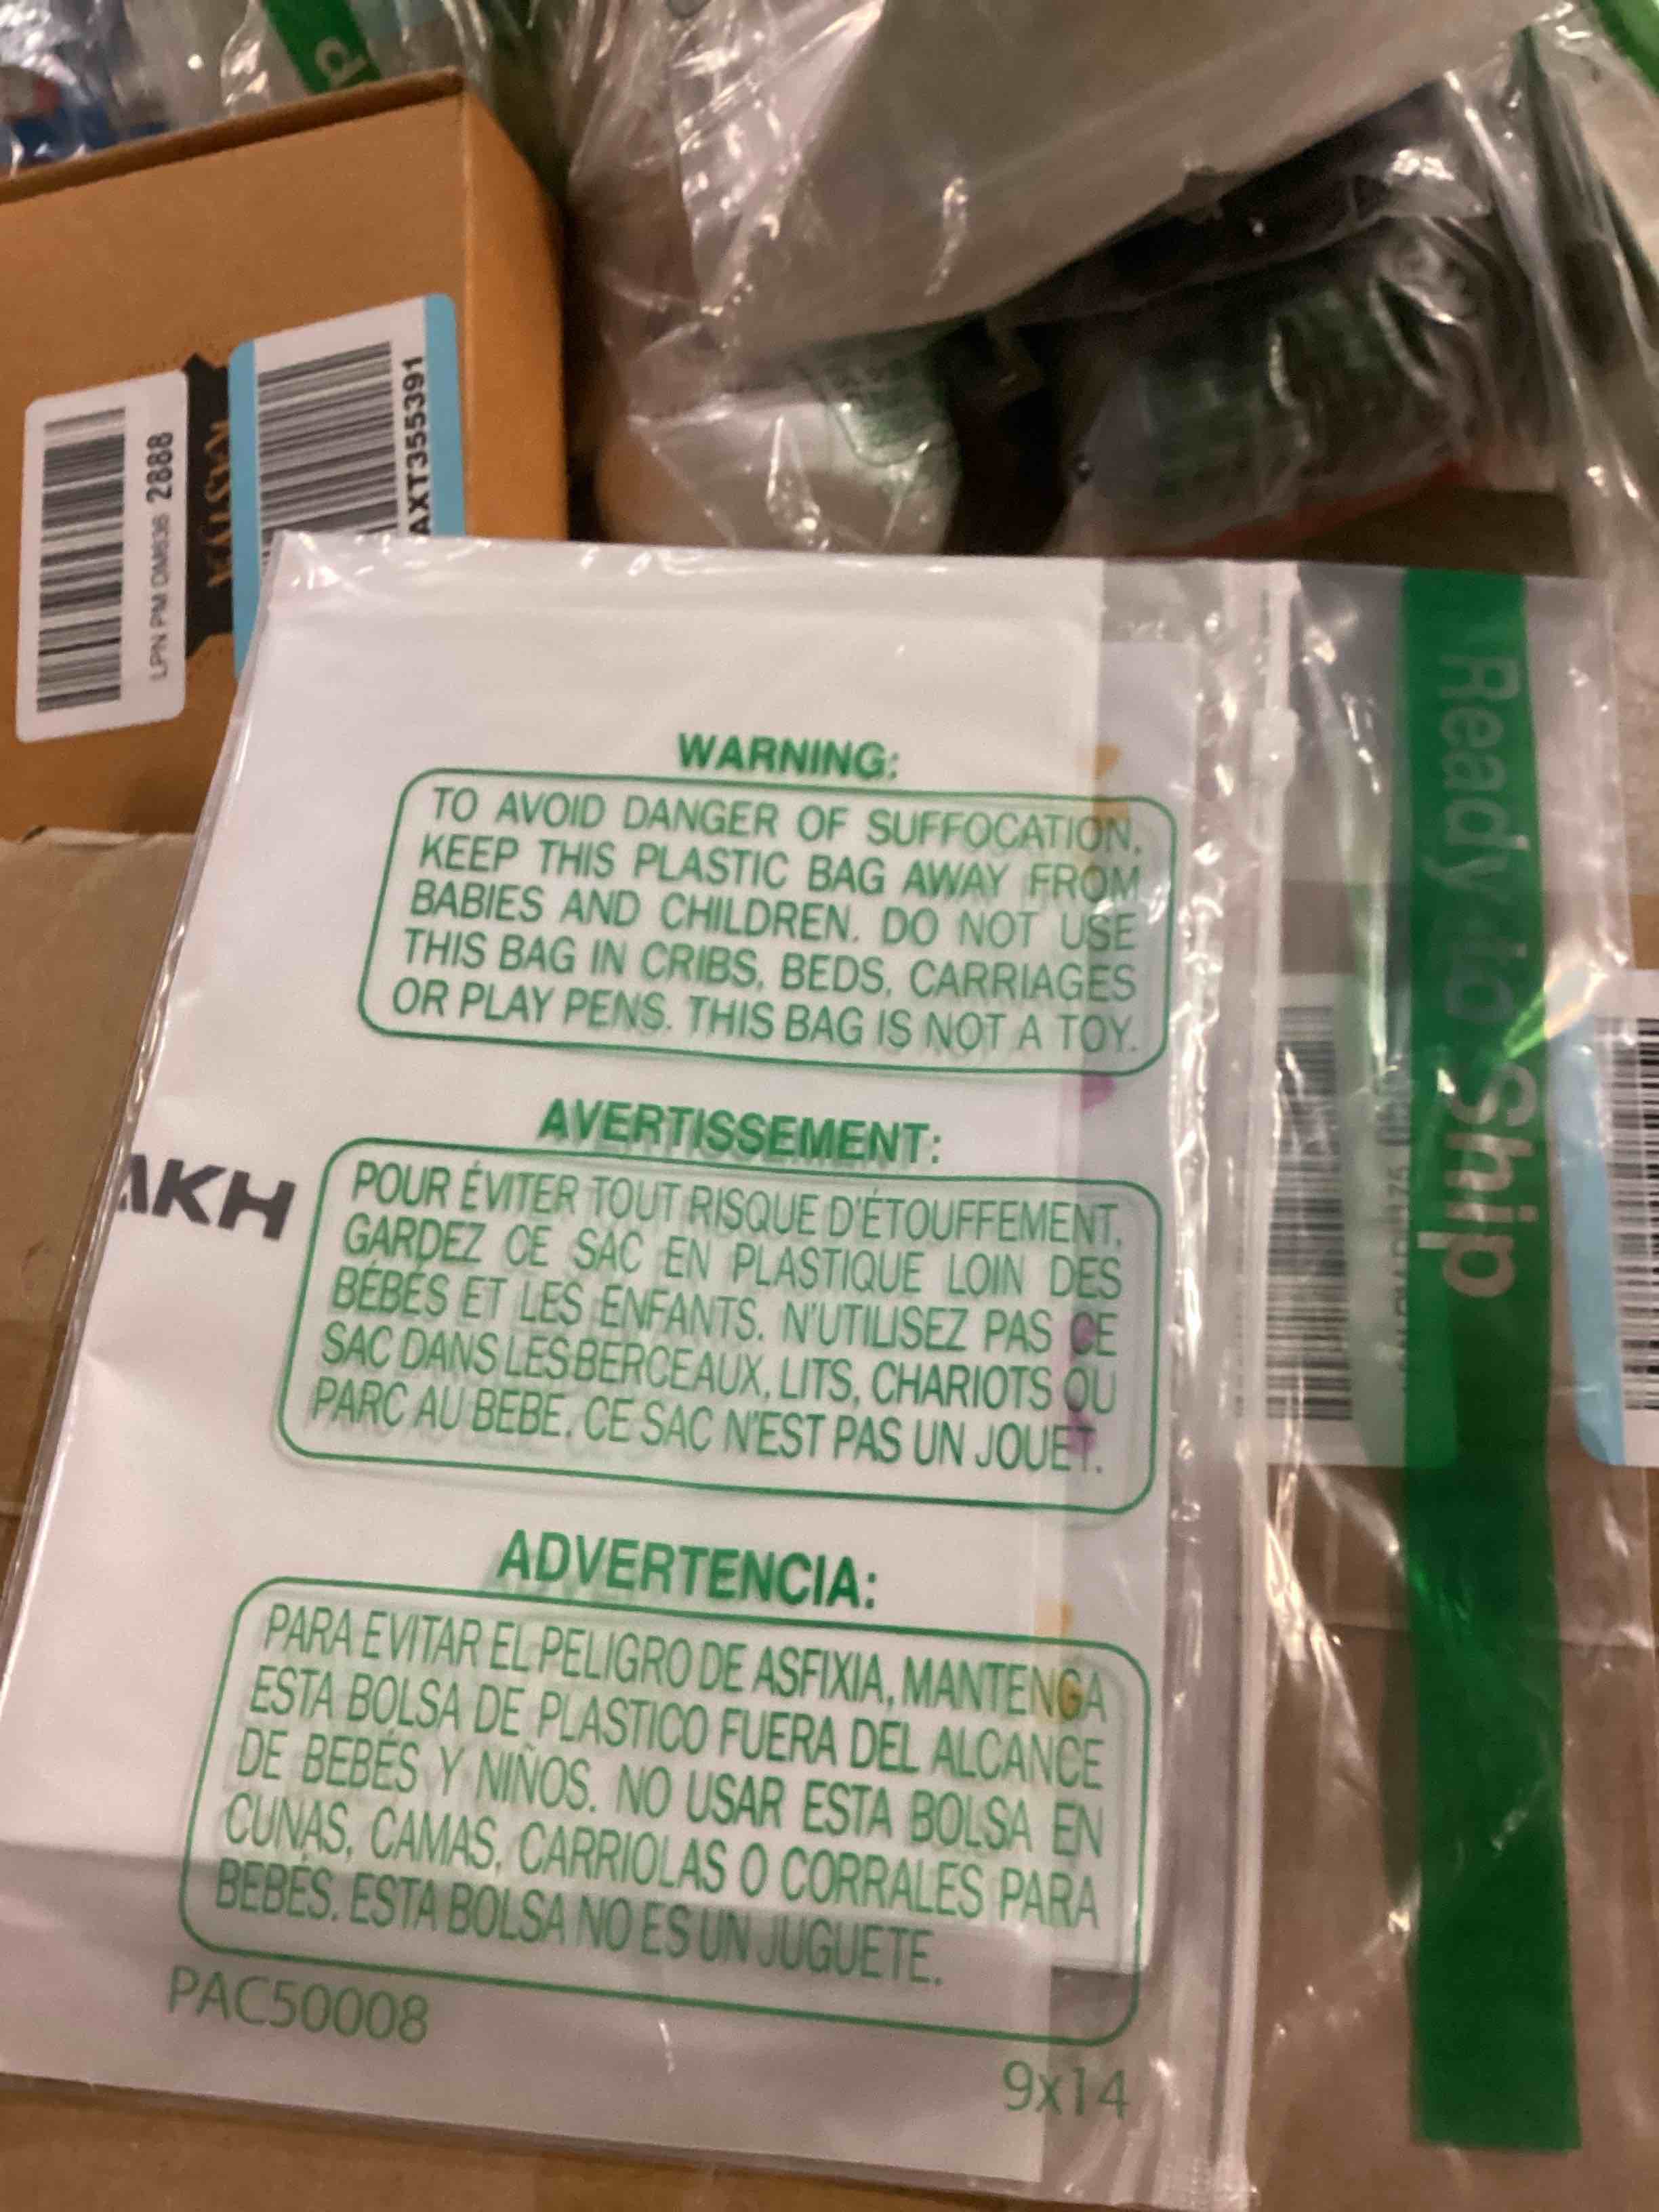 LPN PM DM036 2888
AXT355391
WARNING:
TO AVOID DANGER OF SUFFOCATION,
KEEP THIS PLASTIC BAG AWAY FROM
BABIES AND CHILDREN. DO NOT USE
THIS BAG IN CRIBS, BEDS, CARRIAGES
OR PLAY PENS. THIS BAG IS NOT A TOY.
AVERTISSEMENT:
POUR ÉVITER TOUT RISQUE D'ÉTOUFFEMENT,
GARDEZ CE SAC EN PLASTIQUE LOIN DES
BÉBÉS ET LES ENFANTS. N'UTILISEZ PAS CE
SAC DANS LES BERCEAUX, LITS, CHARIOTS OU
PARC AU BEBE. CE SAC N'EST PAS UN JOUET.
AKH
ADVERTENCIA:
PARA EVITAR EL PELIGRO DE ASFIXIA, MANTENGA
ESTA BOLSA DE PLASTICO FUERA DEL ALCANCE
DE BEBÉS Y NIÑOS. NO USAR ESTA BOLSA EN
CUNAS, CAMAS, CARRIOLAS O CORRALES PARA
BEBÉS. ESTA BOLSA NO ES UN JUGUETE.
PAC50008
9x14
Ready to Ship